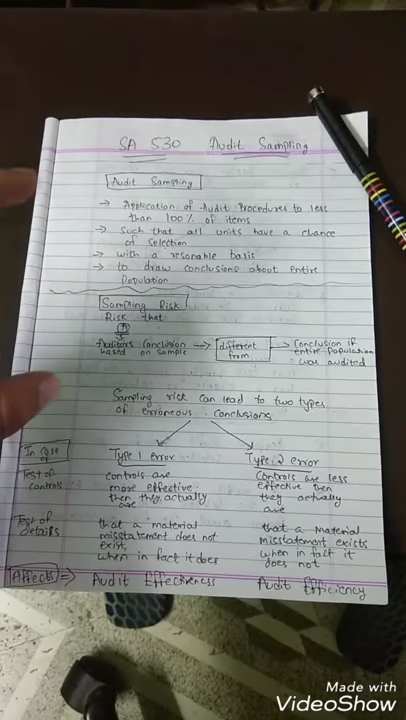 SA 530 Audit Sampling
Audit Sampling
→ Application of Audit Procedures to less
than 100% of items
→ Such that all units have a chance
of selection
→ with a resonable basis
→ to draw conclusions about Entire
Population
Sampling Risk
Risk that
Auditors Conclusion
based on sample
→ different
from
→ Conclusion if
entire population
was audited
Sampling risk can lead to two types
of erroneous conclusions
In case
of
Type 1 error
Type 2 error
Test of
controls
controls are
more effective
then they actually
are
Controls are less
effective then
they actually
are
Test of
details
that a material
misstatement does not
exist,
when in fact it does
that a material
misstatement exists
when in fact it
does not
Affects ⇒ Audit Effectiveness Audit Efficiency
Made with
VideoShow